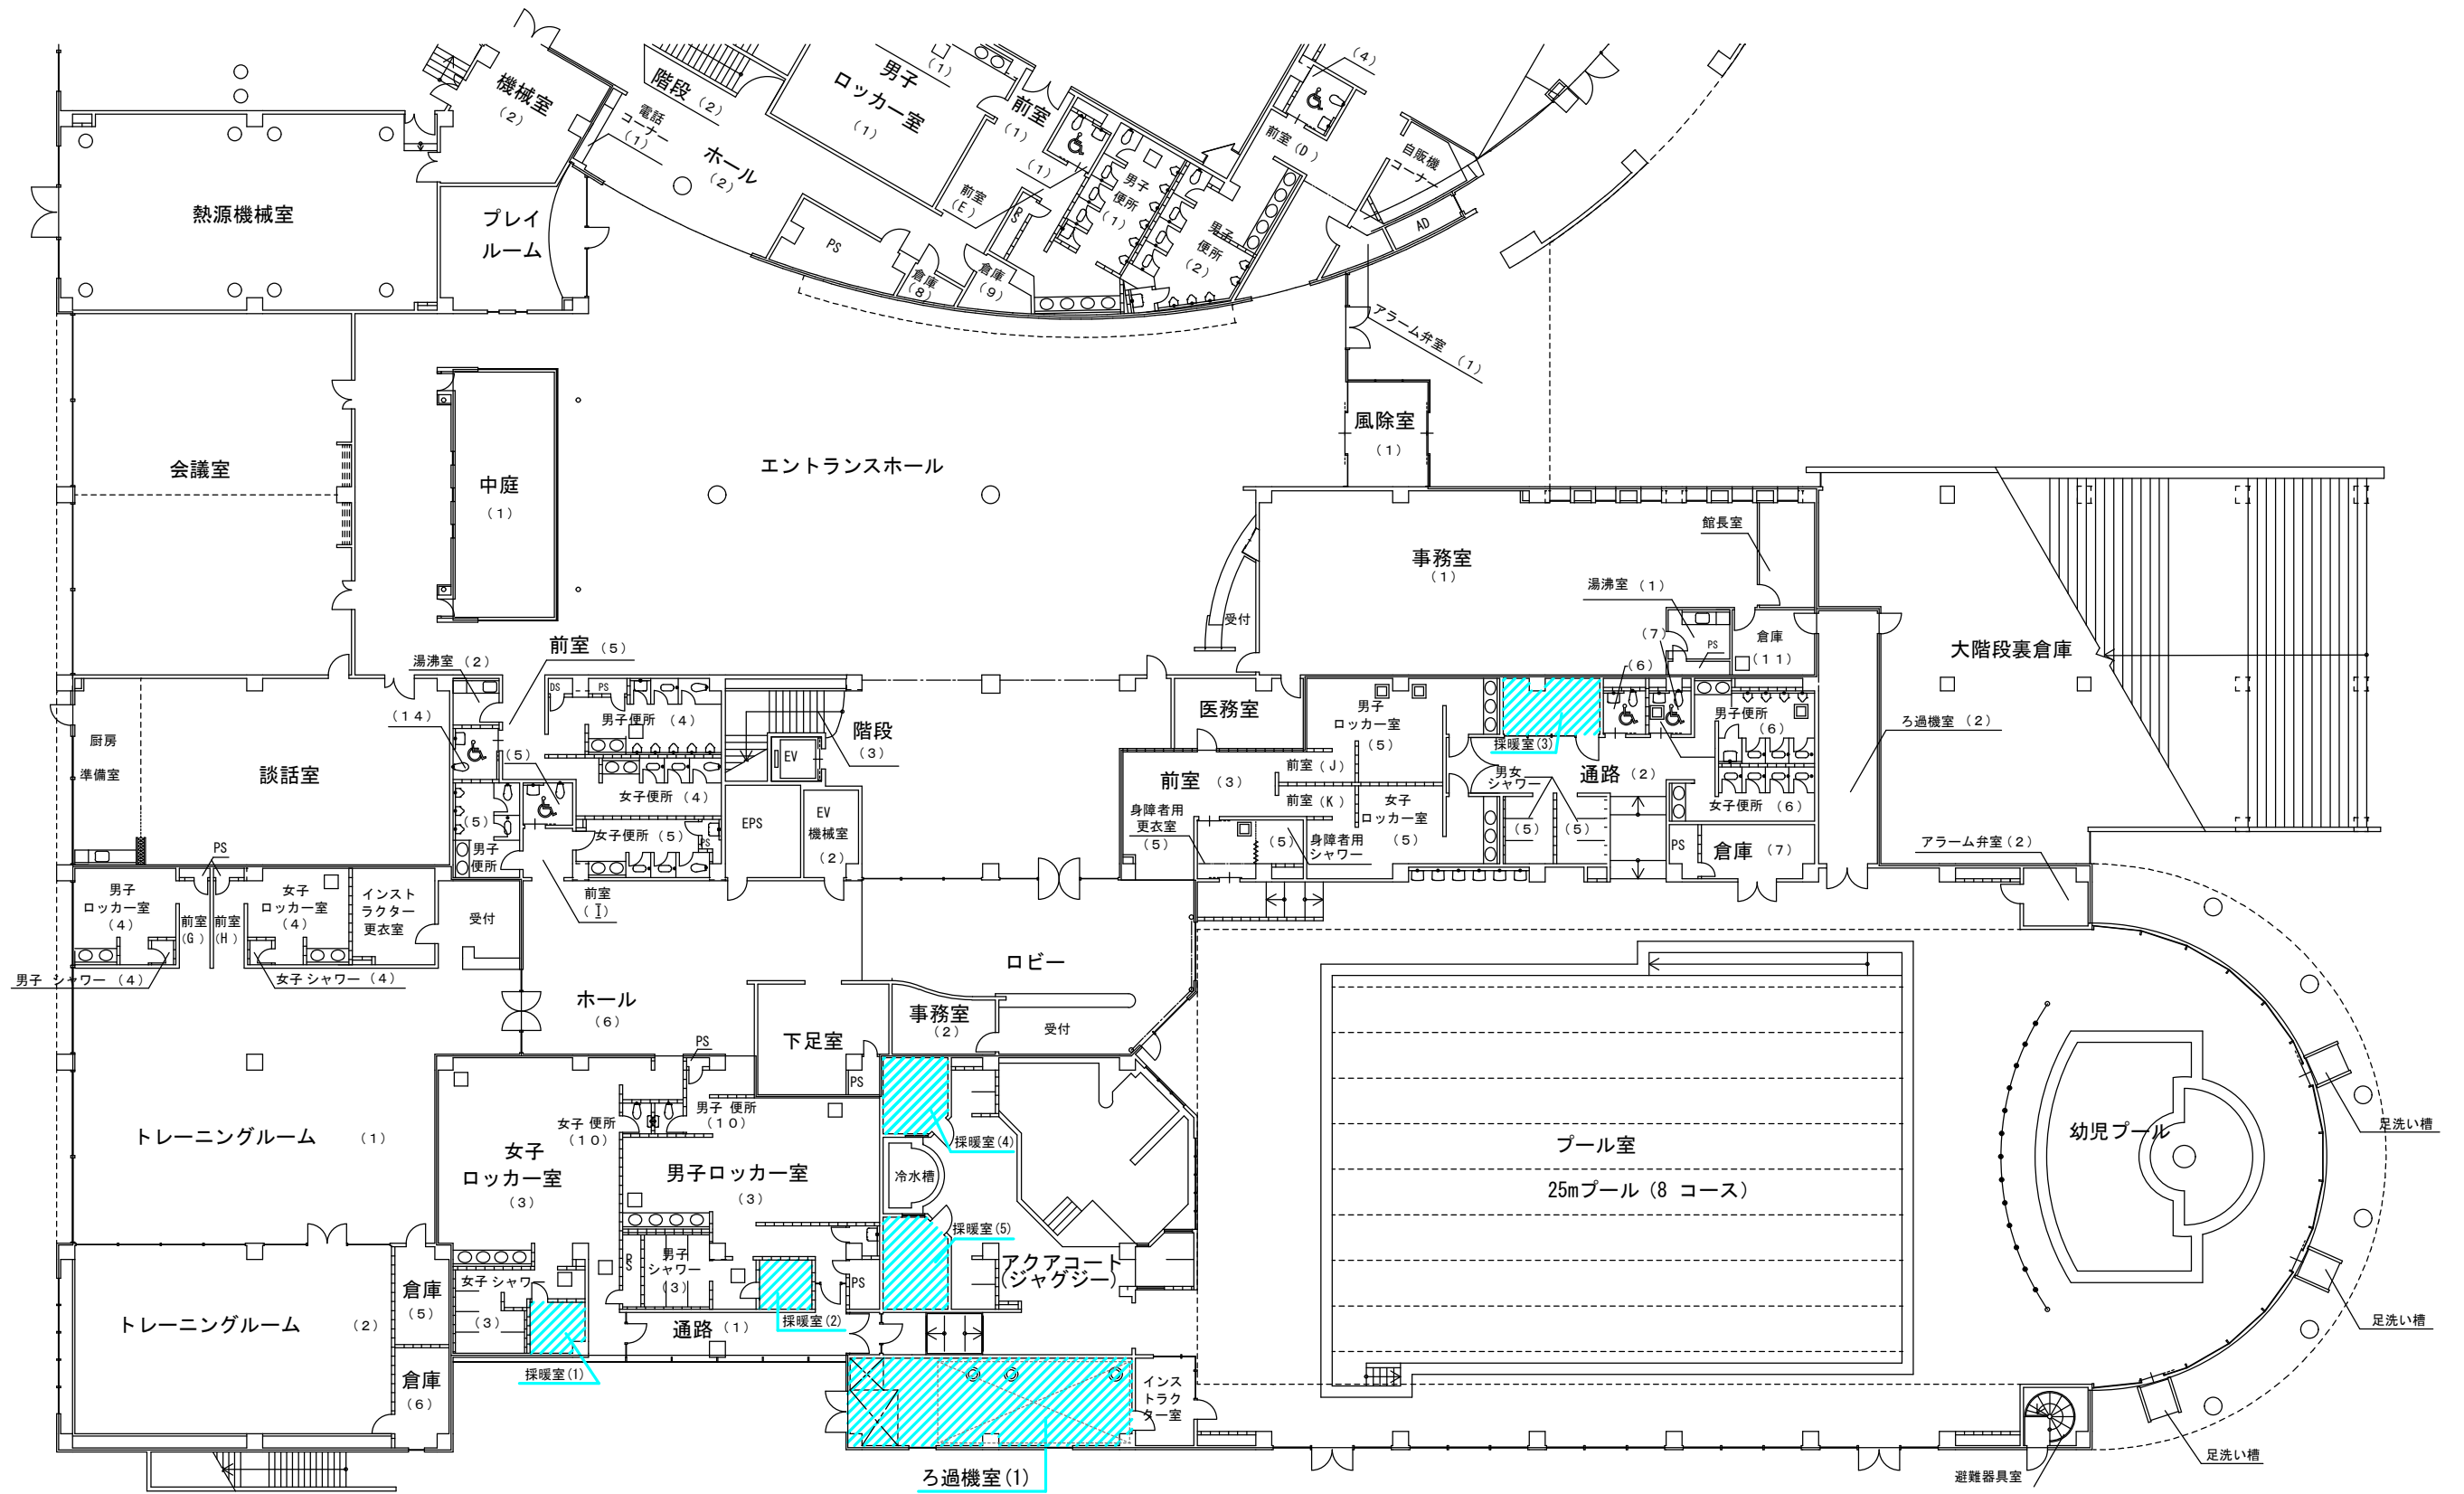 機械室
(2)
階段 (2)
電話
コーナー
(1)
ホール
(2)
男子
ロッカー室
(1)
(1)
前室
(1)
(1)
前室
(E)
PS
PS
倉庫
(8)
倉庫
(9)
男子
便所
(1)
男子
便所
(2)
(4)
前室(D)
自販機
コーナー
AD
アラーム弁室 (1)
熱源機械室
プレイ
ルーム
風除室
(1)
会議室
中庭
(1)
エントランスホール
事務室
(1)
館長室
湯沸室 (1)
受付
(7)
PS
倉庫
(11)
(6)
大階段裏倉庫
前室 (5)
湯沸室 (2)
(14)
(5)
DS
PS
男子便所 (4)
女子便所 (4)
女子便所 (5)
PS
(5)
男子
便所
前室
(I)
階段
(3)
EV
EPS
EV
機械室
(2)
医務室
前室 (3)
前室(J)
前室(K)
男子
ロッカー室
(5)
女子
ロッカー室
(5)
身障者用
更衣室
(5)
(5)
身障者用
シャワー
採暖室(3)
男女
シャワー
(5)
(5)
通路 (2)
男子便所
(6)
女子便所 (6)
PS
倉庫 (7)
ろ過機室 (2)
アラーム弁室(2)
厨房
準備室
談話室
PS
男子
ロッカー室
(4)
前室
(G)
前室
(H)
女子
ロッカー室
(4)
インスト
ラクター
更衣室
受付
男子 シャワー (4)
女子シャワー (4)
ホール
(6)
ロビー
事務室
(2)
受付
下足室
PS
PS
トレーニングルーム (1)
女子 便所
(10)
男子 便所
(10)
女子
ロッカー室
(3)
男子ロッカー室
(3)
採暖室(4)
冷水槽
採暖室(5)
アクアコート
(ジャグジー)
プール室
25mプール(8 コース)
幼児プール
足洗い槽
足洗い槽
足洗い槽
トレーニングルーム (2)
倉庫
(5)
倉庫
(6)
女子シャワー
(3)
PS
男子
シャワー
(3)
PS
採暖室(1)
採暖室(2)
通路 (1)
インス
トラク
ター室
ろ過機室(1)
避難器具室